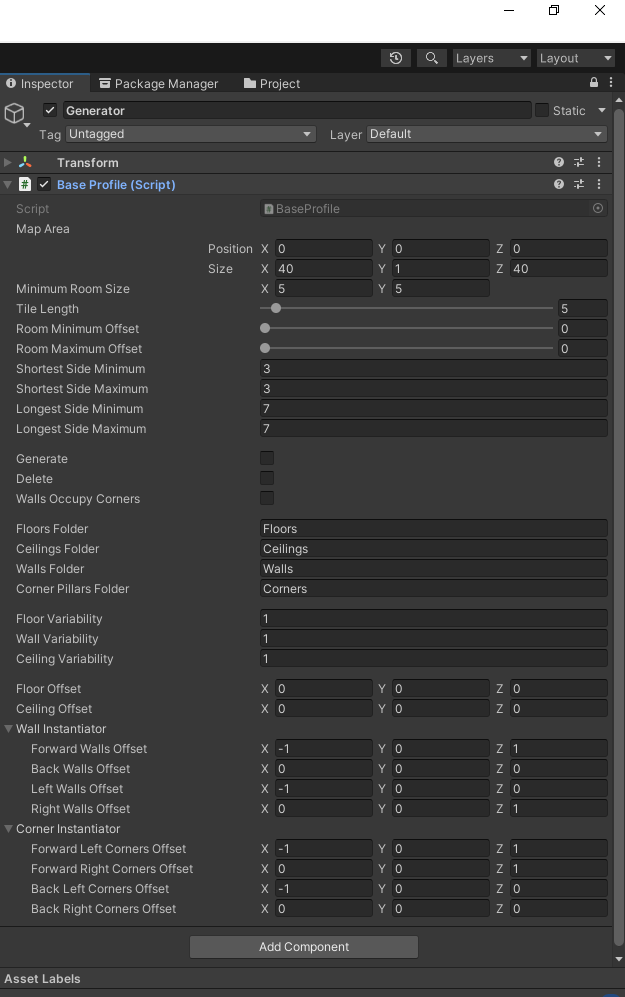 Layers Layout
Inspector Package Manager Project
Generator Static
Tag Untagged Layer Default
Transform
# Base Profile (Script)
Script BaseProfile
Map Area
Position X 0 Y 0 Z 0
Size X 40 Y 1 Z 40
Minimum Room Size X 5 Y 5
Tile Length 5
Room Minimum Offset 0
Room Maximum Offset 0
Shortest Side Minimum 3
Shortest Side Maximum 3
Longest Side Minimum 7
Longest Side Maximum 7
Generate
Delete
Walls Occupy Corners
Floors Folder Floors
Ceilings Folder Ceilings
Walls Folder Walls
Corner Pillars Folder Corners
Floor Variability 1
Wall Variability 1
Ceiling Variability 1
Floor Offset X 0 Y 0 Z 0
Ceiling Offset X 0 Y 0 Z 0
Wall Instantiator
Forward Walls Offset X -1 Y 0 Z 1
Back Walls Offset X 0 Y 0 Z 0
Left Walls Offset X -1 Y 0 Z 0
Right Walls Offset X 0 Y 0 Z 1
Corner Instantiator
Forward Left Corners Offset X -1 Y 0 Z 1
Forward Right Corners Offset X 0 Y 0 Z 1
Back Left Corners Offset X -1 Y 0 Z 0
Back Right Corners Offset X 0 Y 0 Z 0
Add Component
Asset Labels